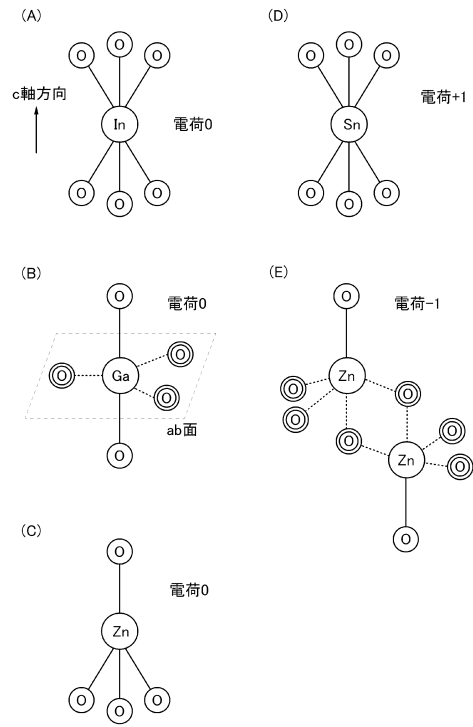 (A)
O O O
c軸方向
In
電荷0
O O O
(D)
O O O
Sn
電荷+1
O O O
(B)
O
電荷0
O Ga O
O
ab面
O
(E)
O
電荷-1
Zn
O O
O
O O
Zn O
O
(C)
O
電荷0
Zn
O O O